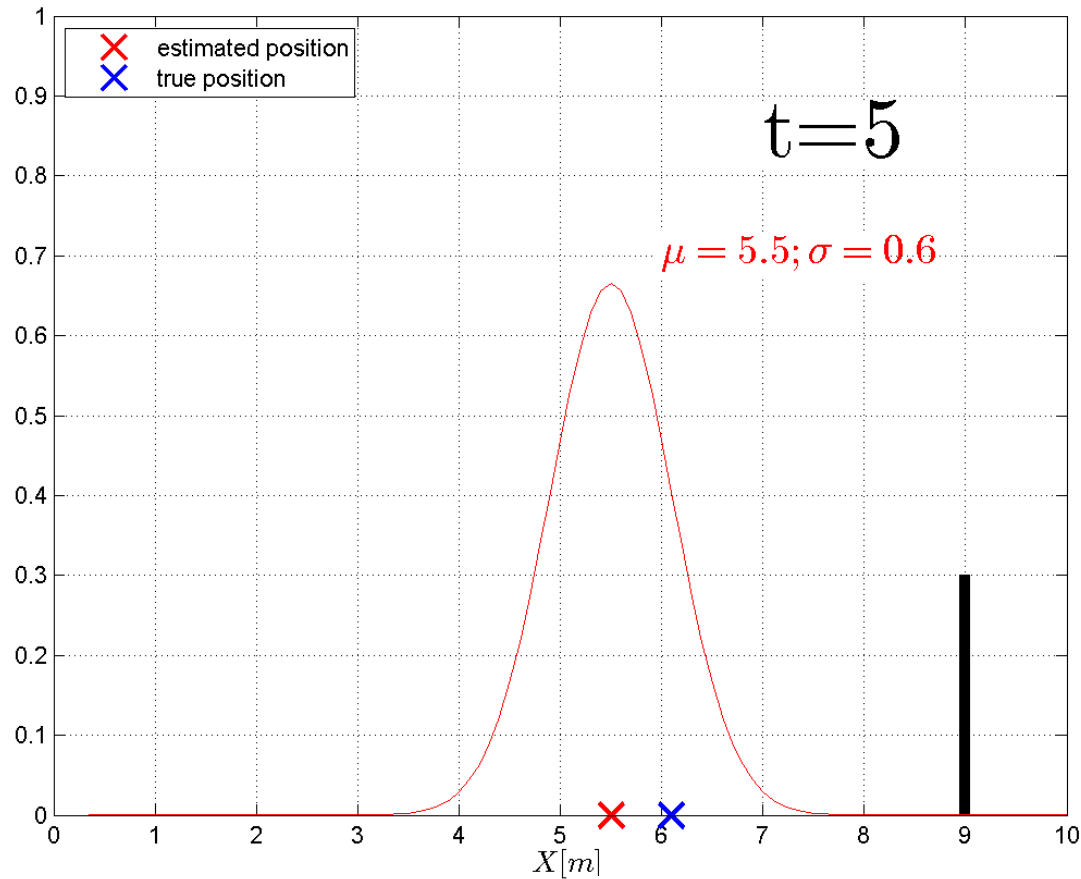 1
estimated position
true position
0.9
t=5
0.8
0.7
μ = 5.5; σ = 0.6
0.6
0.5
0.4
0.3
0.2
0.1
0
0 1 2 3 4 5 6 7 8 9 10
X[m]